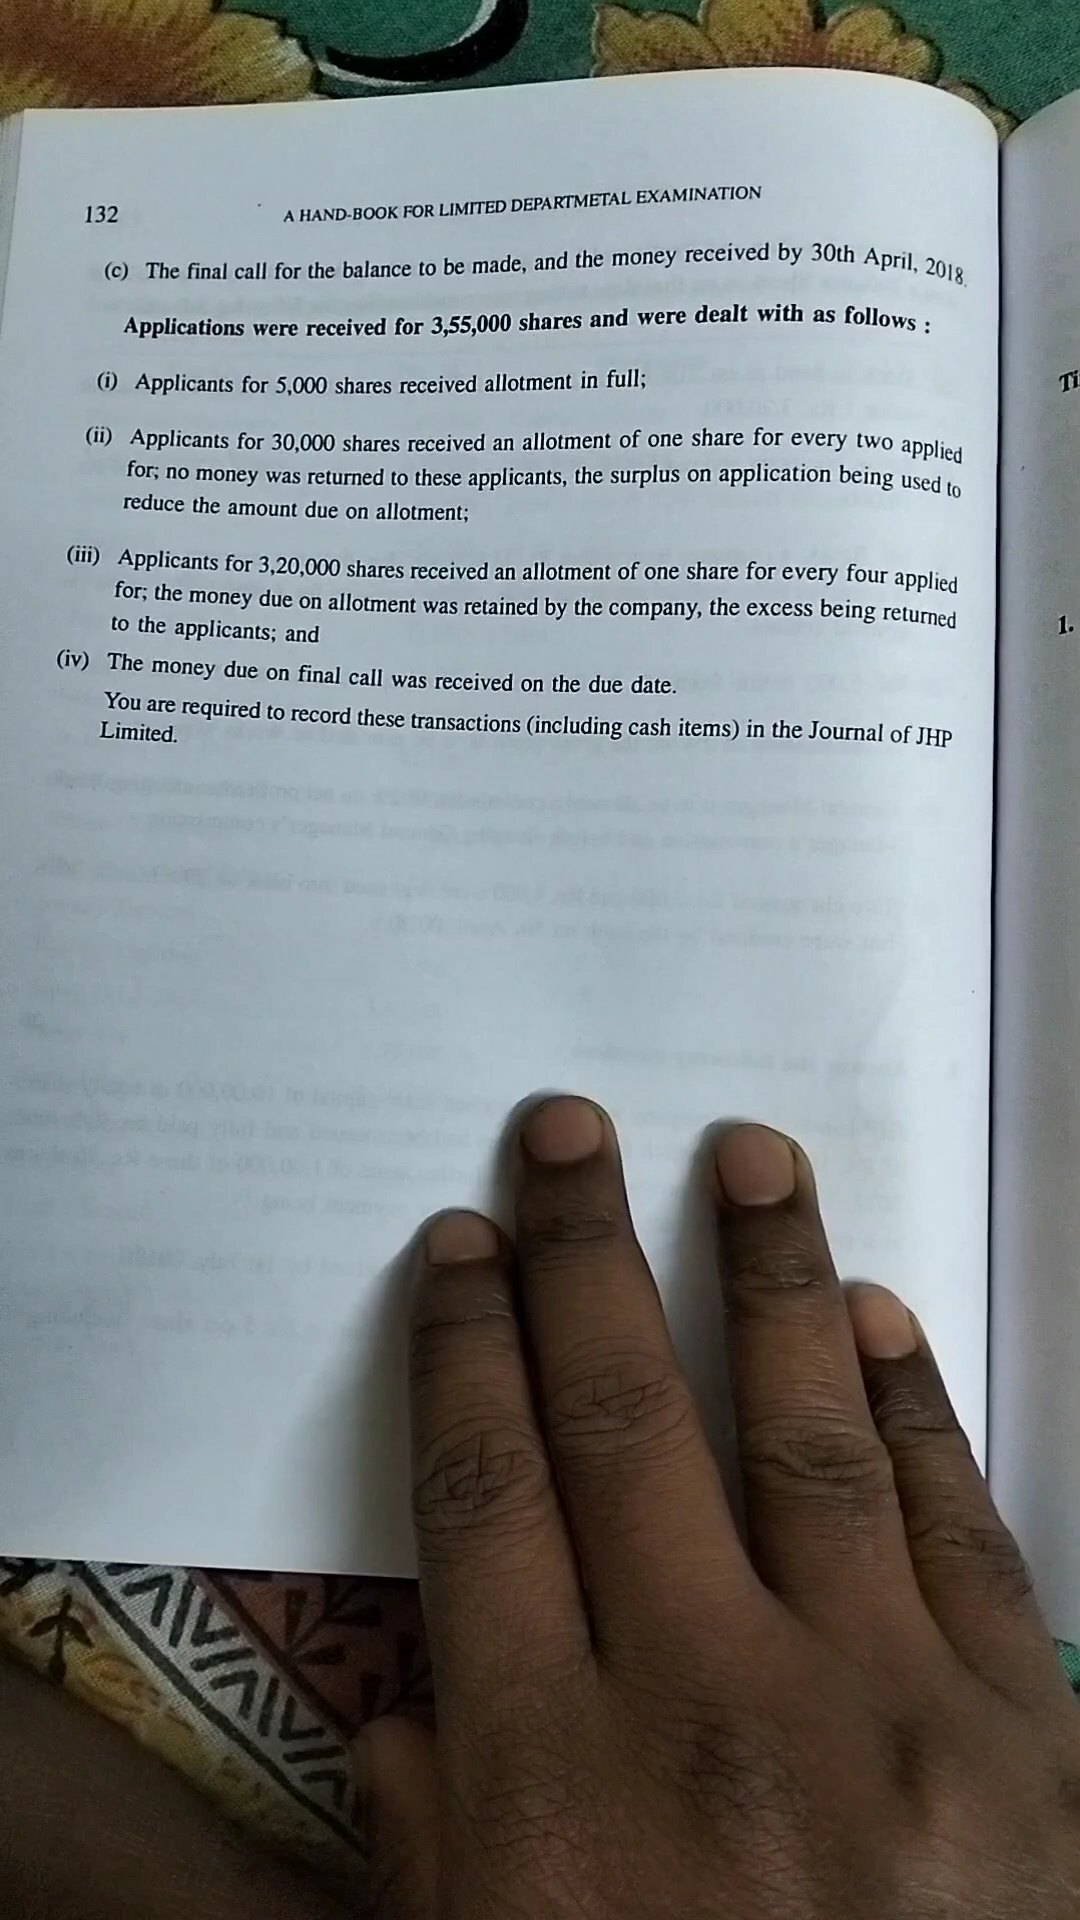 132
A HAND-BOOK FOR LIMITED DEPARTMETAL EXAMINATION
(c) The final call for the balance to be made, and the money received by 30th April, 2018.
Applications were received for 3,55,000 shares and were dealt with as follows :
(i) Applicants for 5,000 shares received allotment in full;
(ii) Applicants for 30,000 shares received an allotment of one share for every two applied
for; no money was returned to these applicants, the surplus on application being used to
reduce the amount due on allotment;
(iii) Applicants for 3,20,000 shares received an allotment of one share for every four applied
for; the money due on allotment was retained by the company, the excess being returned
to the applicants; and
(iv) The money due on final call was received on the due date.
You are required to record these transactions (including cash items) in the Journal of JHP
Limited.
Ti
1.